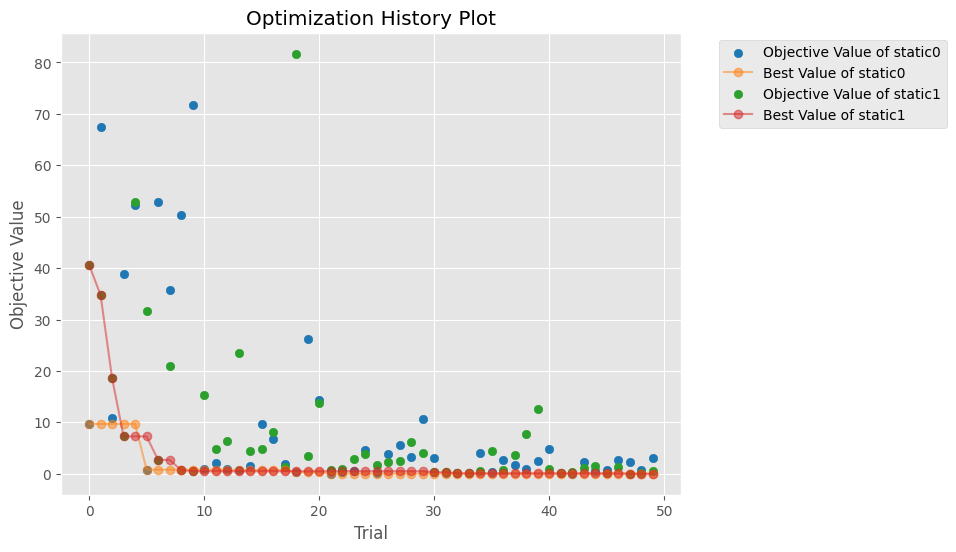 Optimization History Plot
Objective Value of static0
Best Value of static0
Objective Value of static1
Best Value of static1
Objective Value
80
70
60
50
40
30
20
10
0
0 10 20 30 40 50
Trial